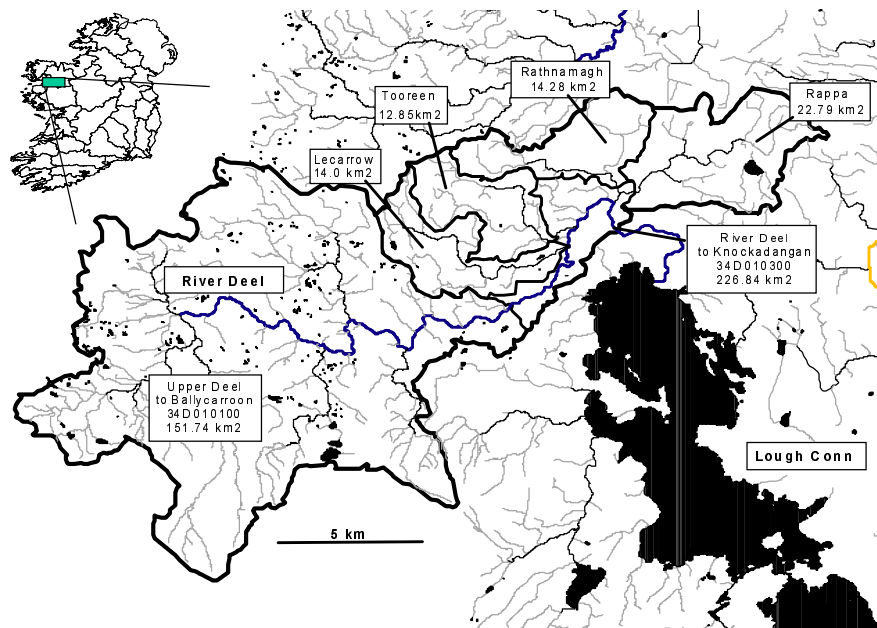 Rathnamagh
14.28 km2
Rappa
22.79 km2
Tooreen
12.85km2
Lecarrow
14.0 km2
River Deel
to Knockadangan
34D010300
226.84 km2
River Deel
Upper Deel
to Ballycarroon
34D010100
151.74 km2
Lough Conn
5 km